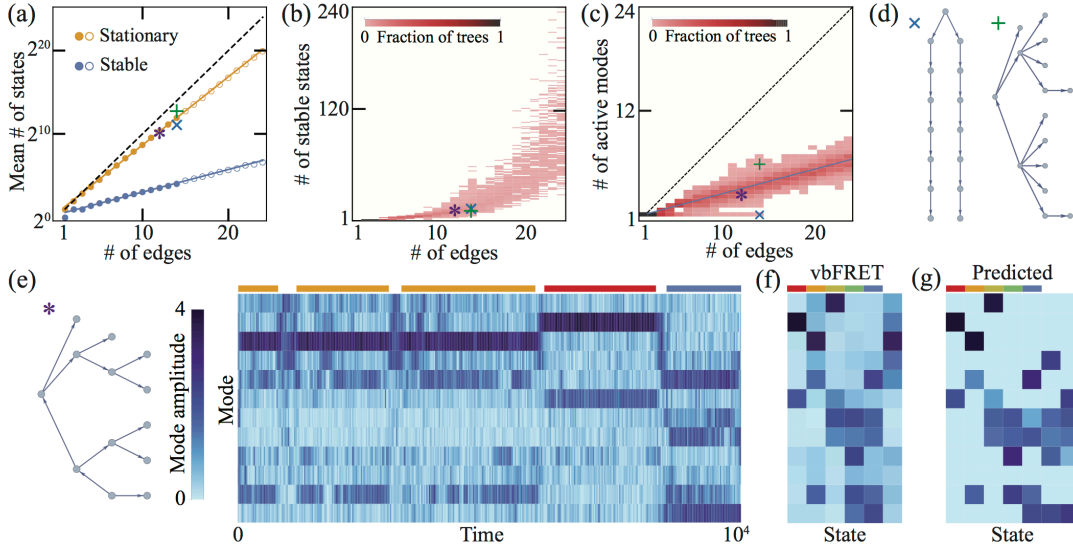 (a)
Mean # of states
2^20
2^10
2^0
Stationary
Stable
1
10
20
# of edges
(b)
# of stable states
240
120
1
0 Fraction of trees 1
1
10
20
# of edges
(c)
# of active modes
24
12
1
0 Fraction of trees 1
1
10
20
# of edges
(d)
×
+
(e)
*
Mode amplitude
4
0
Mode
0
Time
10^4
(f)
vbFRET
State
(g)
Predicted
State